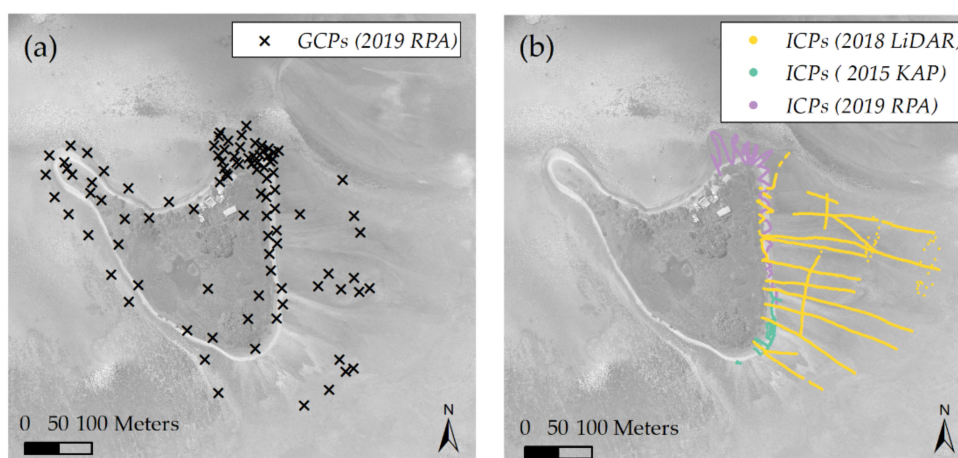 (a)
× GCPs (2019 RPA)
0 50 100 Meters
N
(b)
ICPs (2018 LiDAR)
ICPs ( 2015 KAP)
ICPs (2019 RPA)
0 50 100 Meters
N